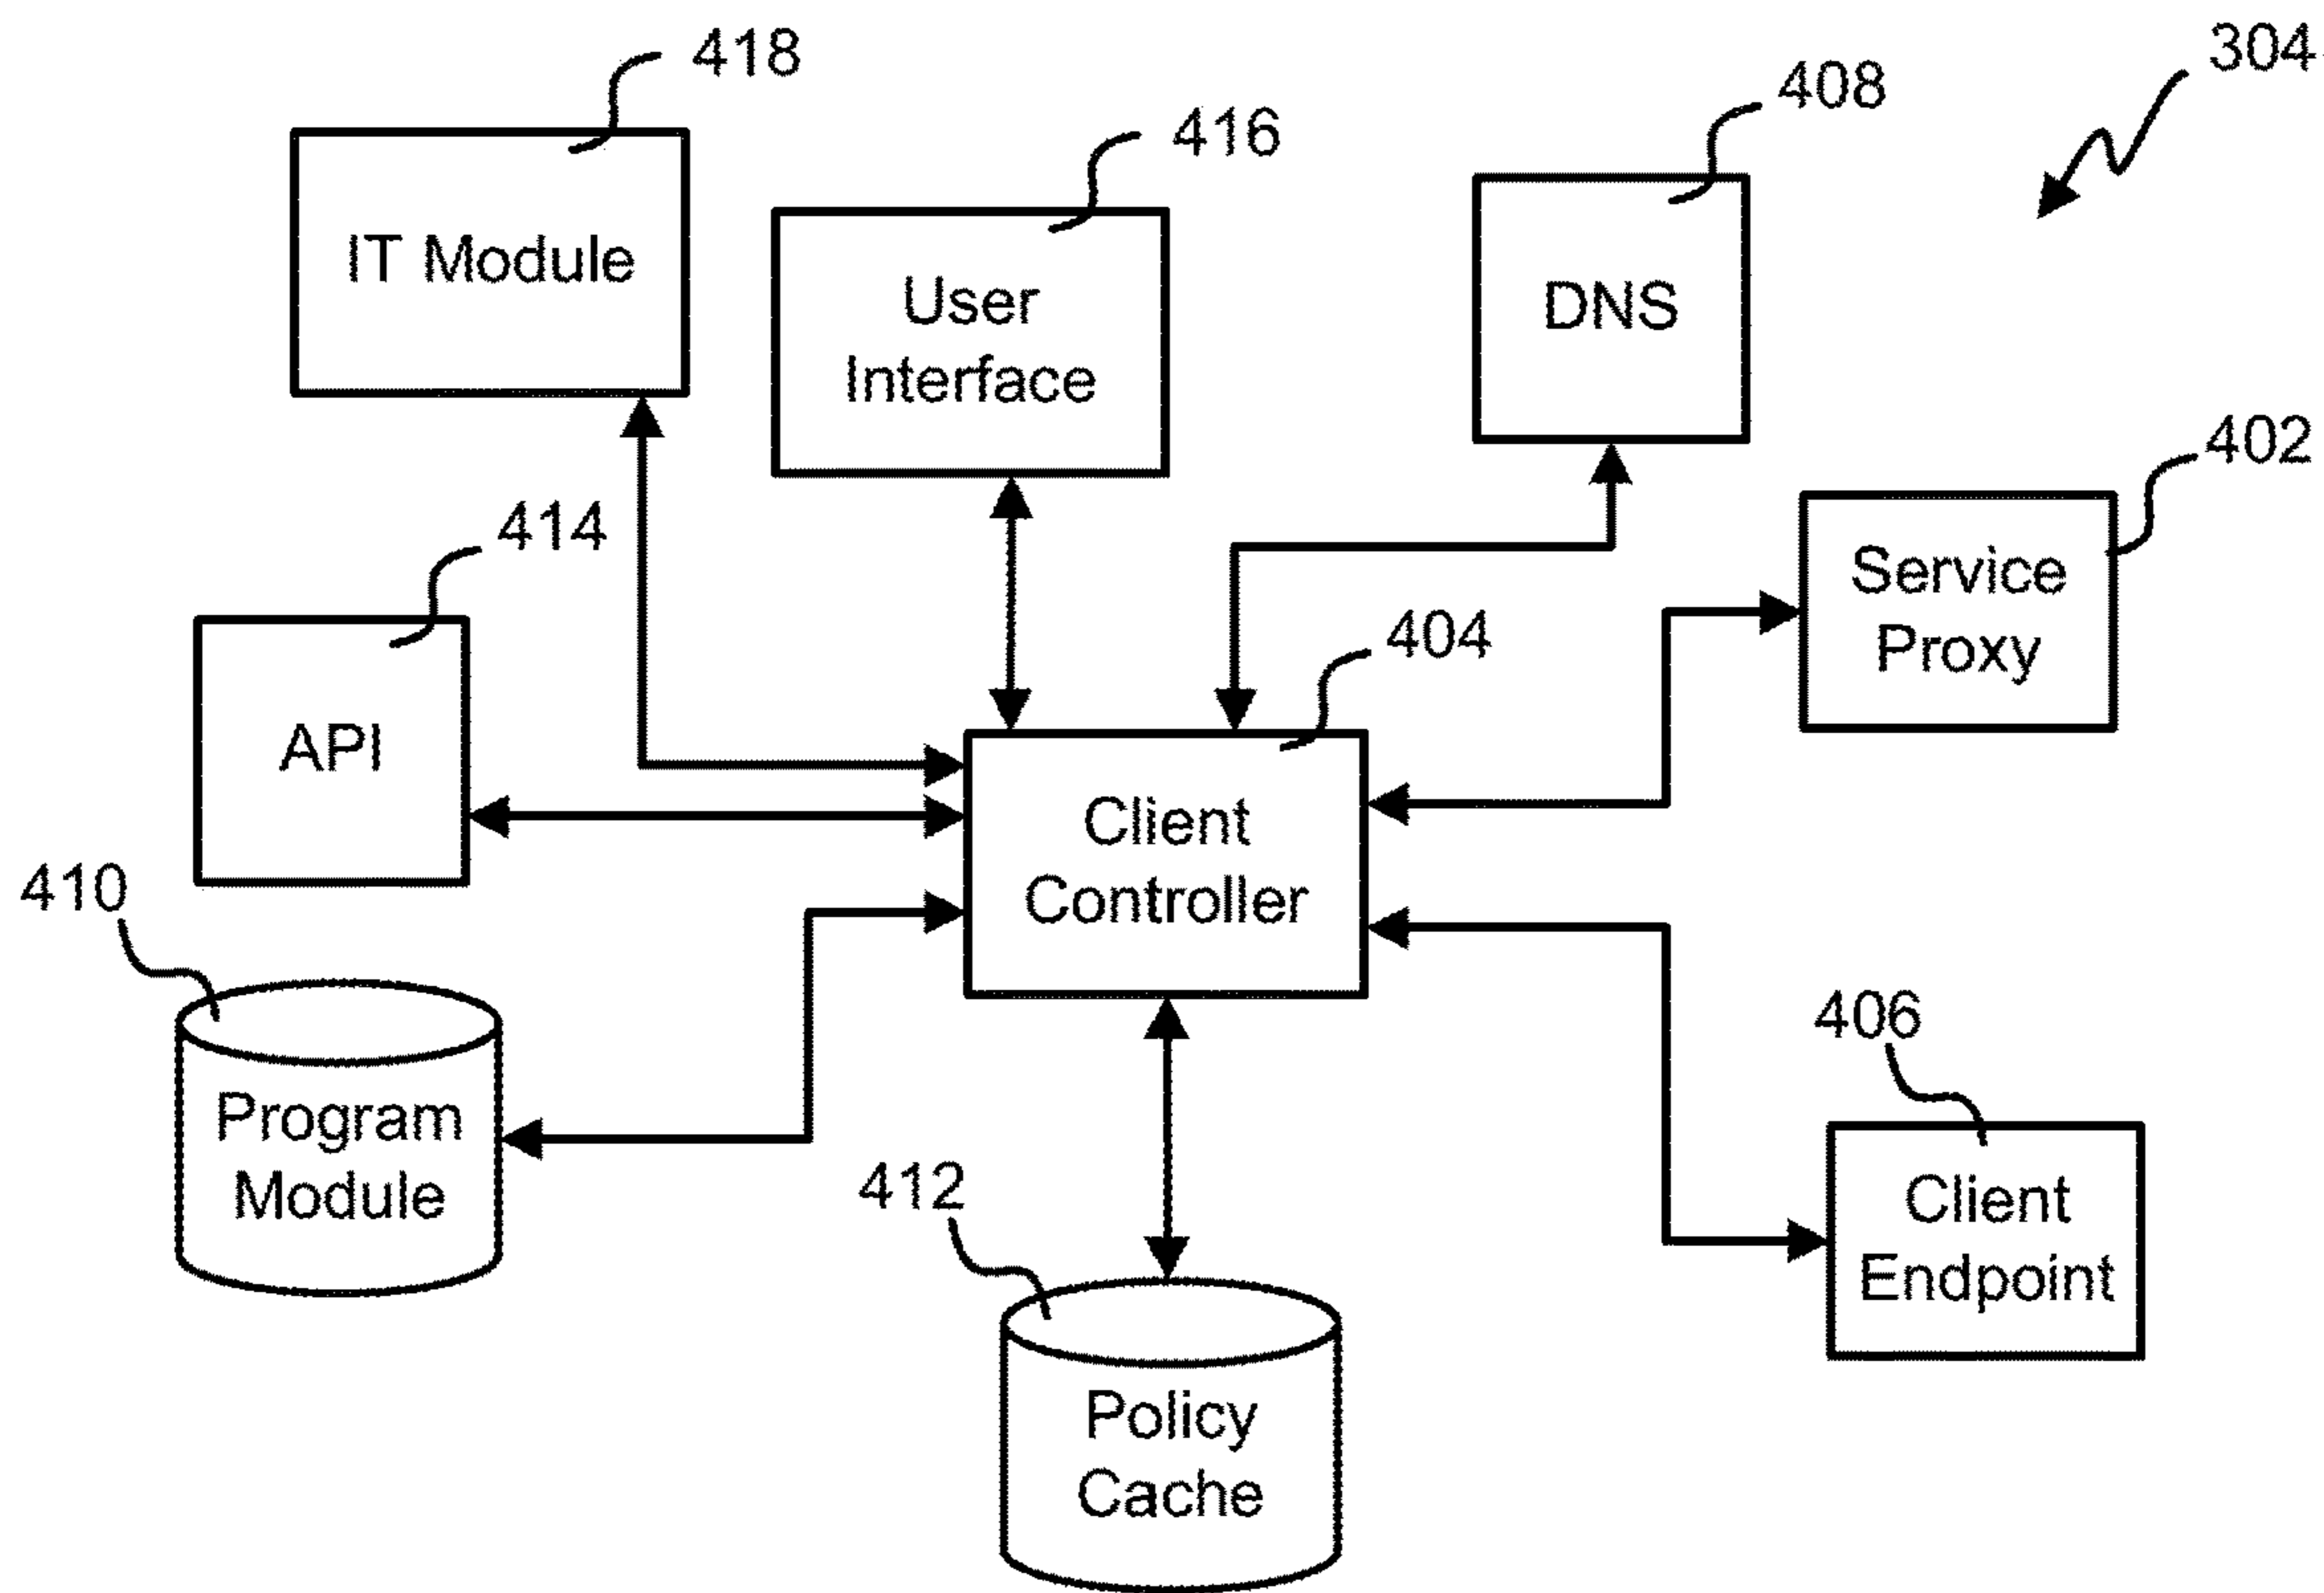 304
418
408
416
IT Module
User
Interface
DNS
402
414
Service
Proxy
404
API
Client
Controller
410
406
Program
Module
412
Client
Endpoint
Policy
Cache